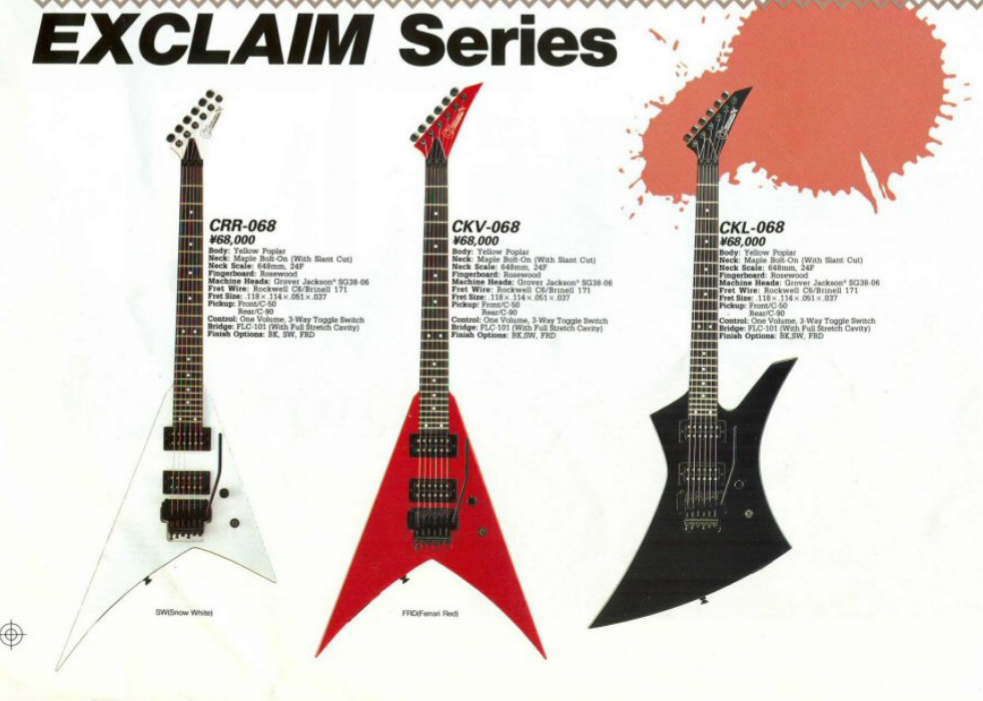 EXCLAIM Series
CRR-068
¥68,000
Body: Yellow Poplar
Neck: Maple Bolt-On (With Slant Cut)
Neck Scale: 648mm, 24F
Fingerboard: Rosewood
Machine Heads: Grover Jackson® SG38-06
Fret Wire: Rockwell C6/Brinell 171
Fret Size: .118×.114×.051×.037
Pickup: Front/C-50
Rear/C-90
Control: One Volume, 3-Way Toggle Switch
Bridge: FLC-101 (With Full Stretch Cavity)
Finish Options: BK, SW, FRD
SW(Snow White)
CKV-068
¥68,000
Body: Yellow Poplar
Neck: Maple Bolt-On (With Slant Cut)
Neck Scale: 648mm, 24F
Fingerboard: Rosewood
Machine Heads: Grover Jackson® SG38-06
Fret Wire: Rockwell C6/Brinell 171
Fret Size: .118×.114×.051×.037
Pickup: Front/C-50
Rear/C-90
Control: One Volume, 3-Way Toggle Switch
Bridge: FLC-101 (With Full Stretch Cavity)
Finish Options: BK,SW, FRD
FRD(Ferrari Red)
CKL-068
¥68,000
Body: Yellow Poplar
Neck: Maple Bolt-On (With Slant Cut)
Neck Scale: 648mm, 24F
Fingerboard: Rosewood
Machine Heads: Grover Jackson® SG38-06
Fret Wire: Rockwell C6/Brinell 171
Fret Size: .118×.114×.051×.037
Pickup: Front/C-50
Rear/C-90
Control: One Volume, 3-Way Toggle Switch
Bridge: FLC-101 (With Full Stretch Cavity)
Finish Options: BK,SW, FRD